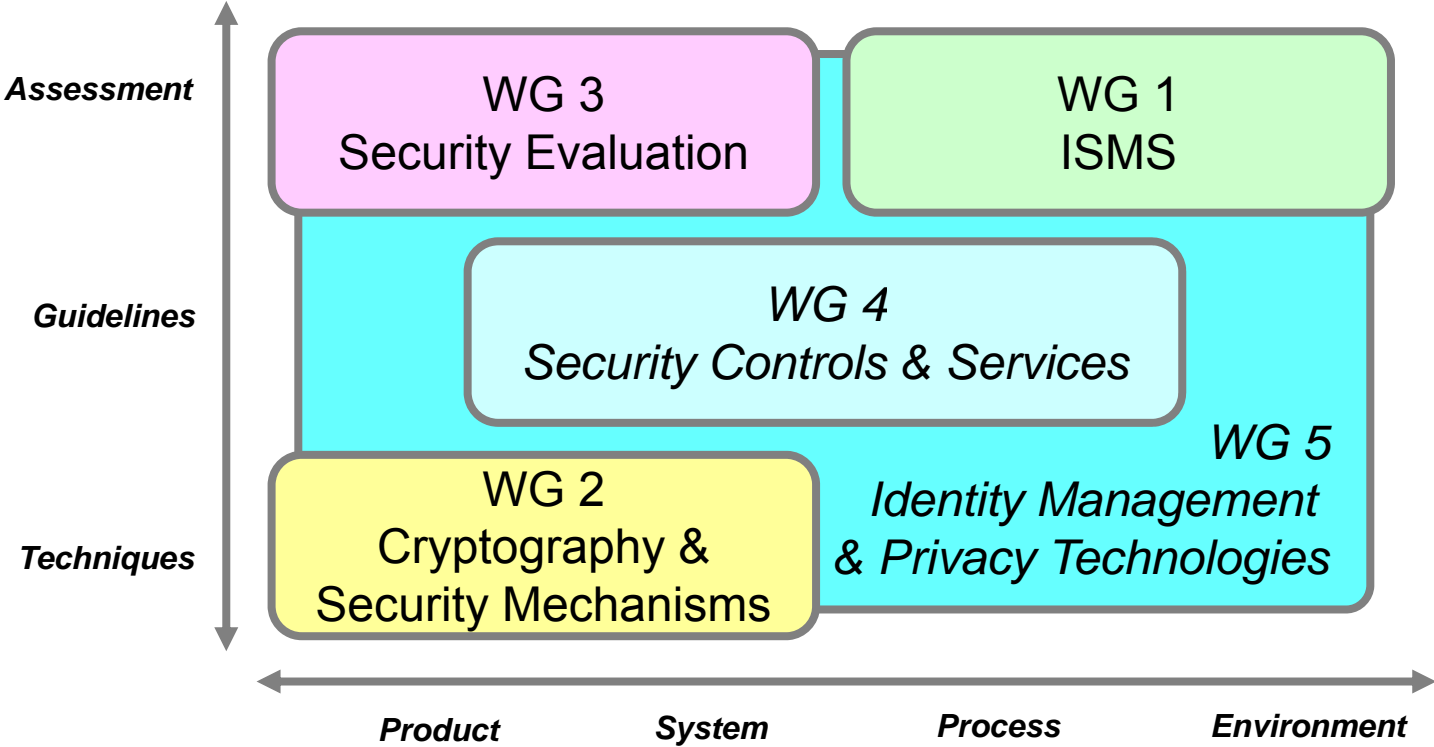 Assessment
WG 3
Security Evaluation
WG 1
ISMS
Guidelines
WG 4
Security Controls & Services
WG 5
Identity Management
& Privacy Technologies
Techniques
WG 2
Cryptography &
Security Mechanisms
Product
System
Process
Environment